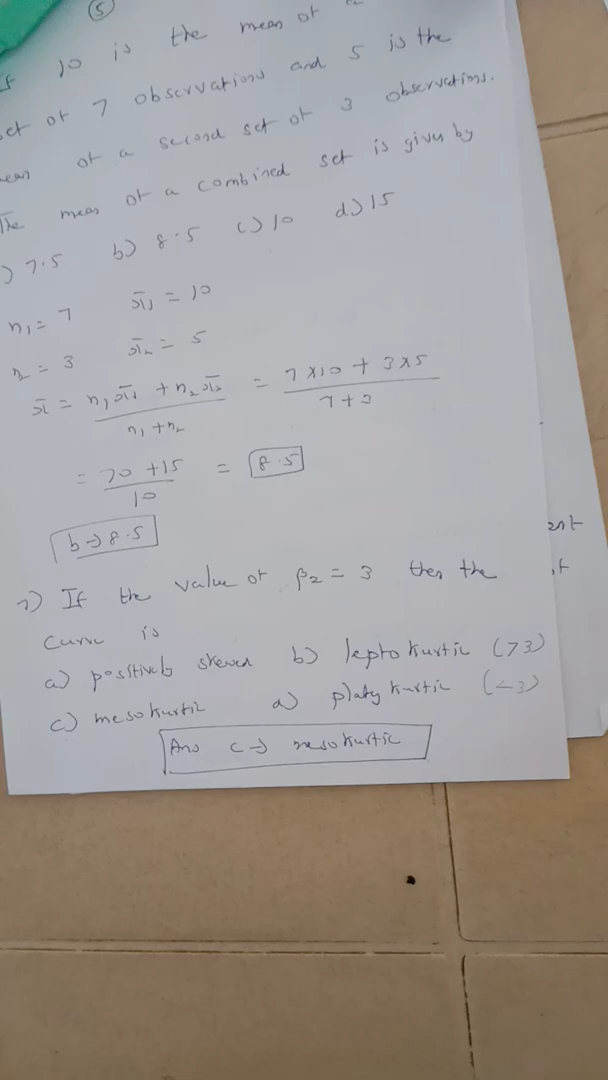 5
If 10 is the mean of a
set of 7 observations and 5 is the
mean of a second set of 3 observations.
The mean of a combined set is given by
) 7.5 b) 8.5 c) 10 d) 15
n₁ = 7 x̄₁ = 10
n₂ = 3 x̄₂ = 5
x̄ = (n₁x̄₁ + n₂x̄₂)/(n₁+n₂) = (7×10 + 3×5)/(7+3)
= (70 + 15)/10 = 8.5
b → 8.5
7) If the value of β₂ = 3 then the
curve is
a) positively skewed b) leptokurtic (>3)
c) mesokurtic d) platykurtic (<3)
Ans c → mesokurtic